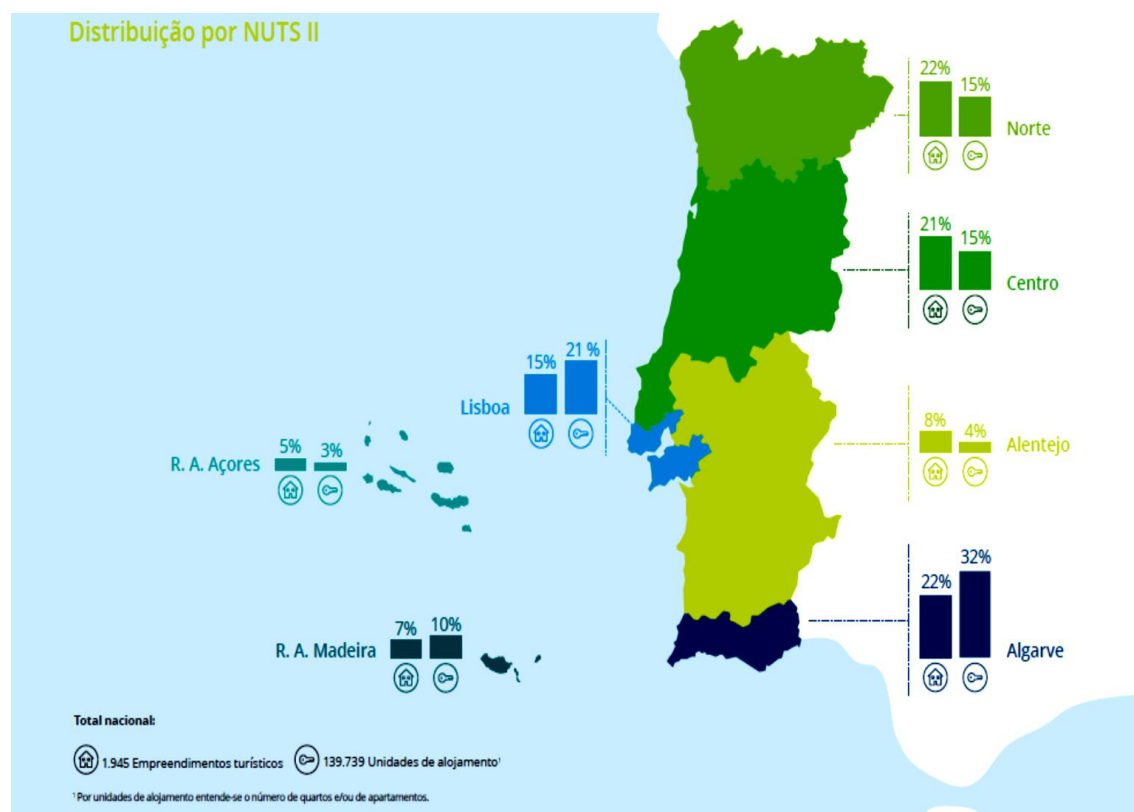 Distribuição por NUTS II
22%
15%
Norte
21%
15%
Centro
15%
21 %
Lisboa
8%
4%
Alentejo
5%
3%
R. A. Açores
22%
32%
Algarve
7%
10%
R. A. Madeira
Total nacional:
1.945 Empreendimentos turísticos 139.739 Unidades de alojamento¹
¹ Por unidades de alojamento entende-se o número de quartos e/ou de apartamentos.